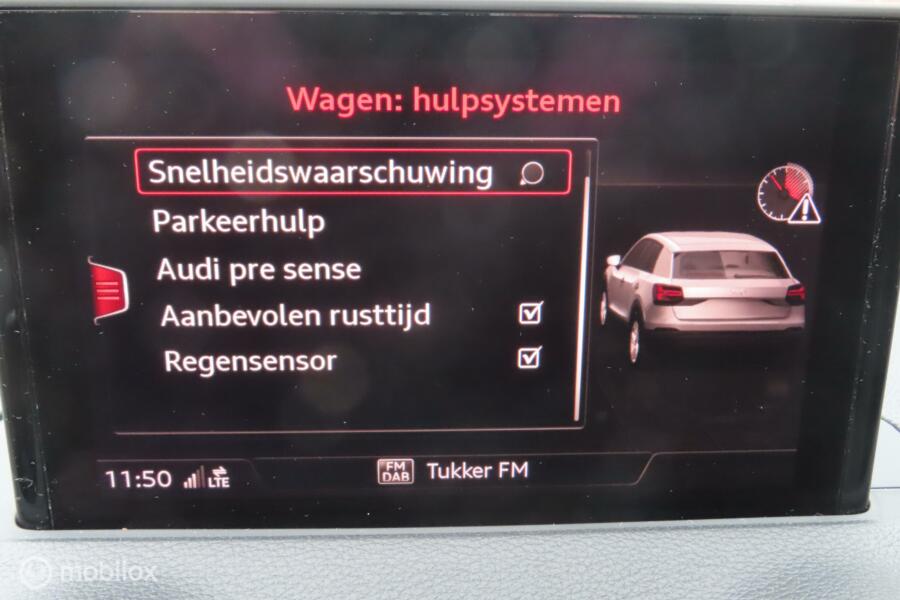 Wagen: hulpsystemen
Snelheidswaarschuwing
Parkeerhulp
Audi pre sense
Aanbevolen rusttijd
Regensensor
11:50 LTE FM DAB Tukker FM
mobilox